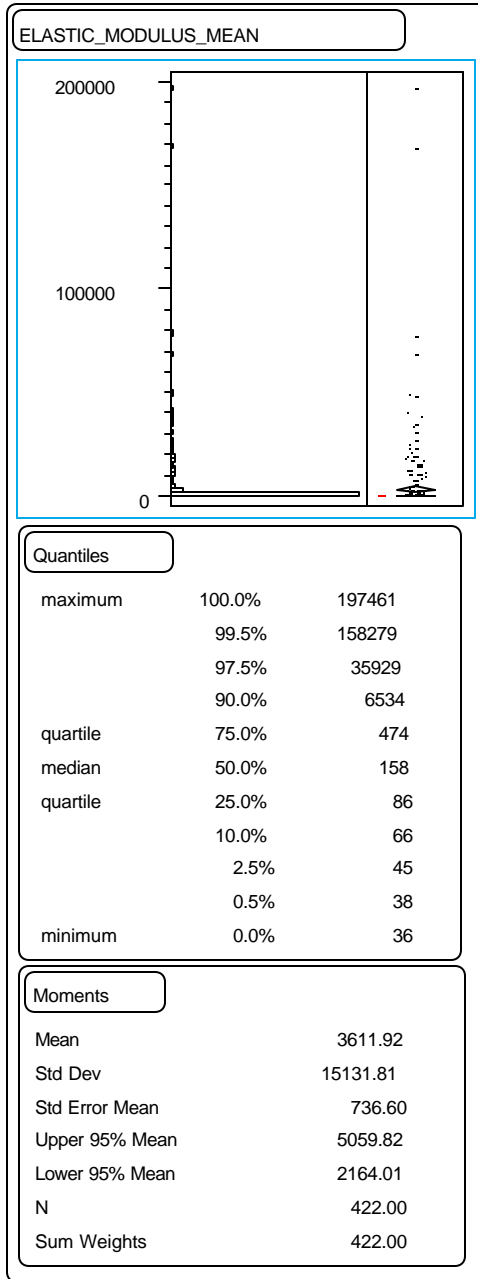 ELASTIC_MODULUS_MEAN
200000
100000
0
Quantiles
maximum 100.0% 197461
99.5% 158279
97.5% 35929
90.0% 6534
quartile 75.0% 474
median 50.0% 158
quartile 25.0% 86
10.0% 66
2.5% 45
0.5% 38
minimum 0.0% 36
Moments
Mean 3611.92
Std Dev 15131.81
Std Error Mean 736.60
Upper 95% Mean 5059.82
Lower 95% Mean 2164.01
N 422.00
Sum Weights 422.00